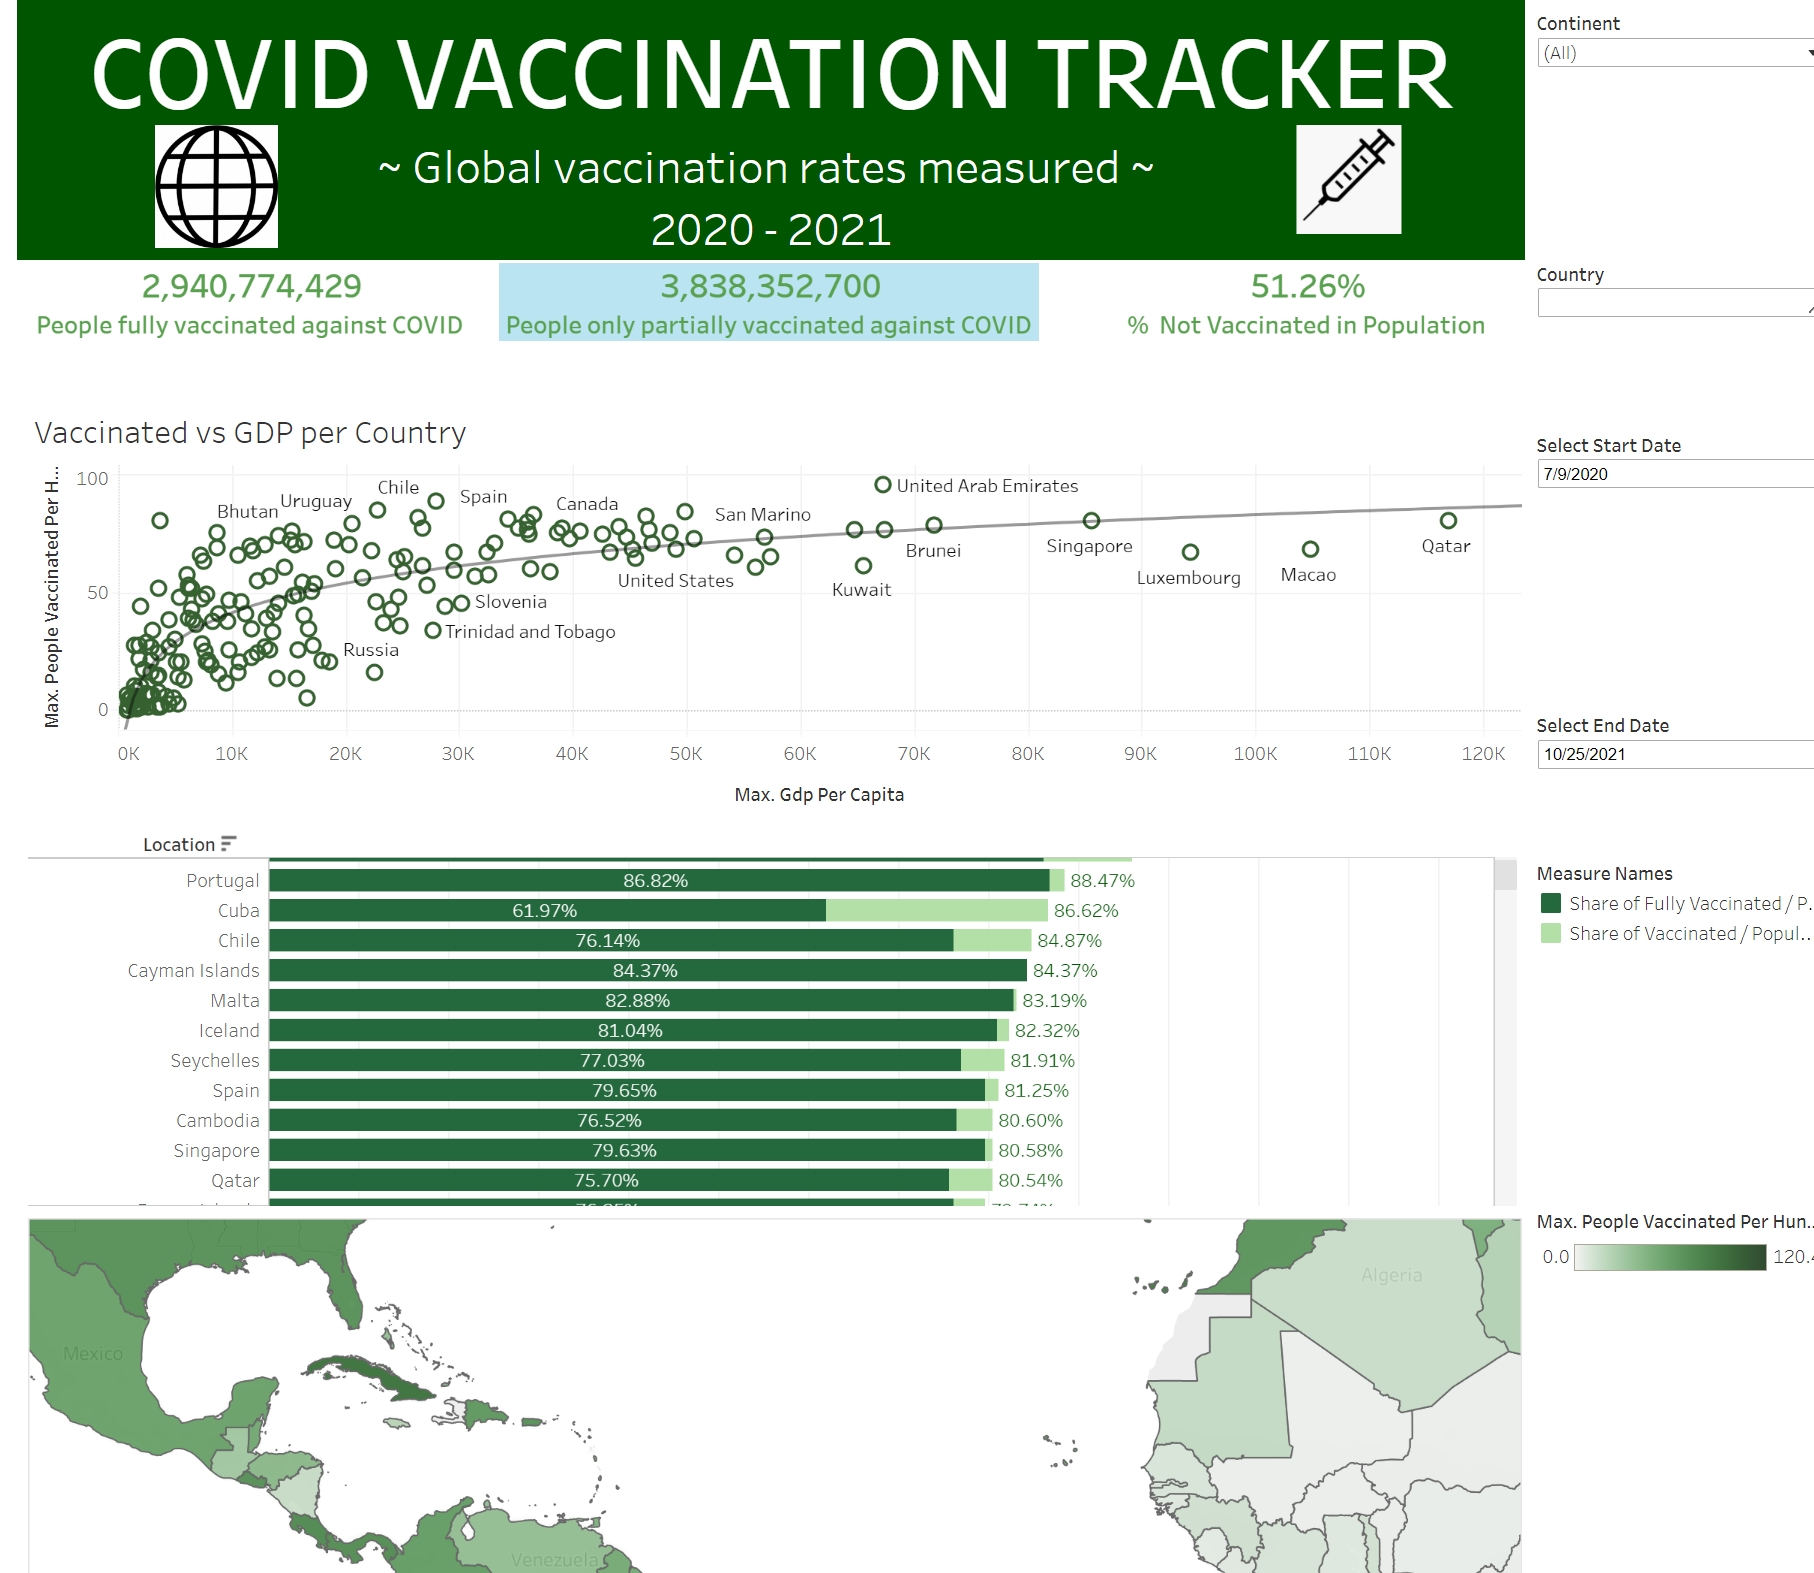 COVID VACCINATION TRACKER
~ Global vaccination rates measured ~
2020 - 2021
Continent
(All)
2,940,774,429
People fully vaccinated against COVID
3,838,352,700
People only partially vaccinated against COVID
51.26%
% Not Vaccinated in Population
Country
Vaccinated vs GDP per Country
Max. People Vaccinated Per H...
100
50
0
Bhutan
Uruguay
Chile
Spain
Canada
San Marino
United Arab Emirates
Brunei
Singapore
Qatar
United States
Kuwait
Luxembourg
Macao
Slovenia
Trinidad and Tobago
Russia
0K
10K
20K
30K
40K
50K
60K
70K
80K
90K
100K
110K
120K
Max. Gdp Per Capita
Select Start Date
7/9/2020
Select End Date
10/25/2021
Location
Portugal 86.82% 88.47%
Cuba 61.97% 86.62%
Chile 76.14% 84.87%
Cayman Islands 84.37% 84.37%
Malta 82.88% 83.19%
Iceland 81.04% 82.32%
Seychelles 77.03% 81.91%
Spain 79.65% 81.25%
Cambodia 76.52% 80.60%
Singapore 79.63% 80.58%
Qatar 75.70% 80.54%
Measure Names
Share of Fully Vaccinated / P.
Share of Vaccinated / Popul..
Max. People Vaccinated Per Hun..
0.0
120.4
Mexico
Algeria
Venezuela